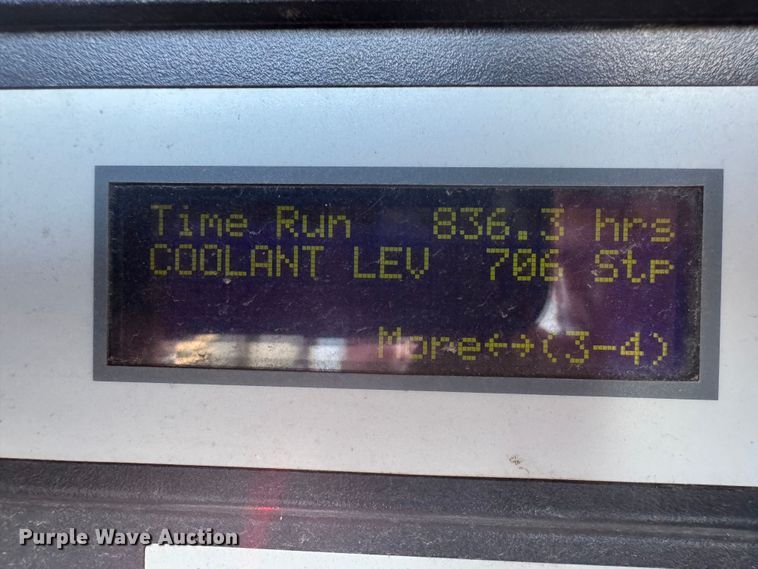 Time Run 836.3 hrs
COOLANT LEV 706 Stp
More←→(3-4)
Purple Wave Auction